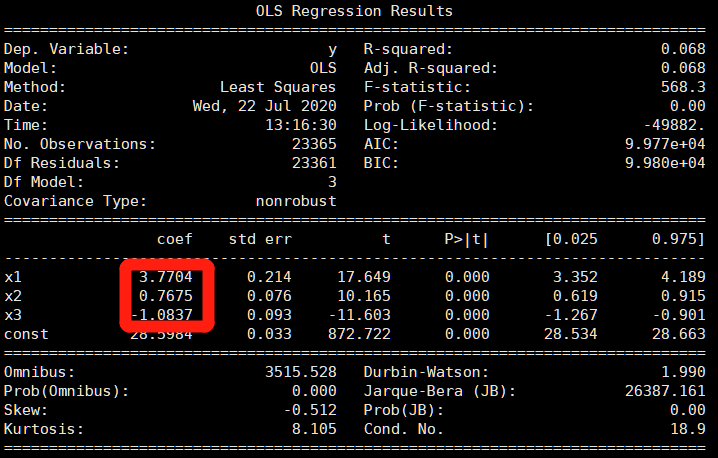 OLS Regression Results
==============================================================================
Dep. Variable: y R-squared: 0.068
Model: OLS Adj. R-squared: 0.068
Method: Least Squares F-statistic: 568.3
Date: Wed, 22 Jul 2020 Prob (F-statistic): 0.00
Time: 13:16:30 Log-Likelihood: -49882.
No. Observations: 23365 AIC: 9.977e+04
Df Residuals: 23361 BIC: 9.980e+04
Df Model: 3
Covariance Type: nonrobust
==============================================================================
coef std err t P>|t| [0.025 0.975]
------------------------------------------------------------------------------
x1 3.7704 0.214 17.649 0.000 3.352 4.189
x2 0.7675 0.076 10.165 0.000 0.619 0.915
x3 -1.0837 0.093 -11.603 0.000 -1.267 -0.901
const 28.5984 0.033 872.722 0.000 28.534 28.663
==============================================================================
Omnibus: 3515.528 Durbin-Watson: 1.990
Prob(Omnibus): 0.000 Jarque-Bera (JB): 26387.161
Skew: -0.512 Prob(JB): 0.00
Kurtosis: 8.105 Cond. No. 18.9
==============================================================================